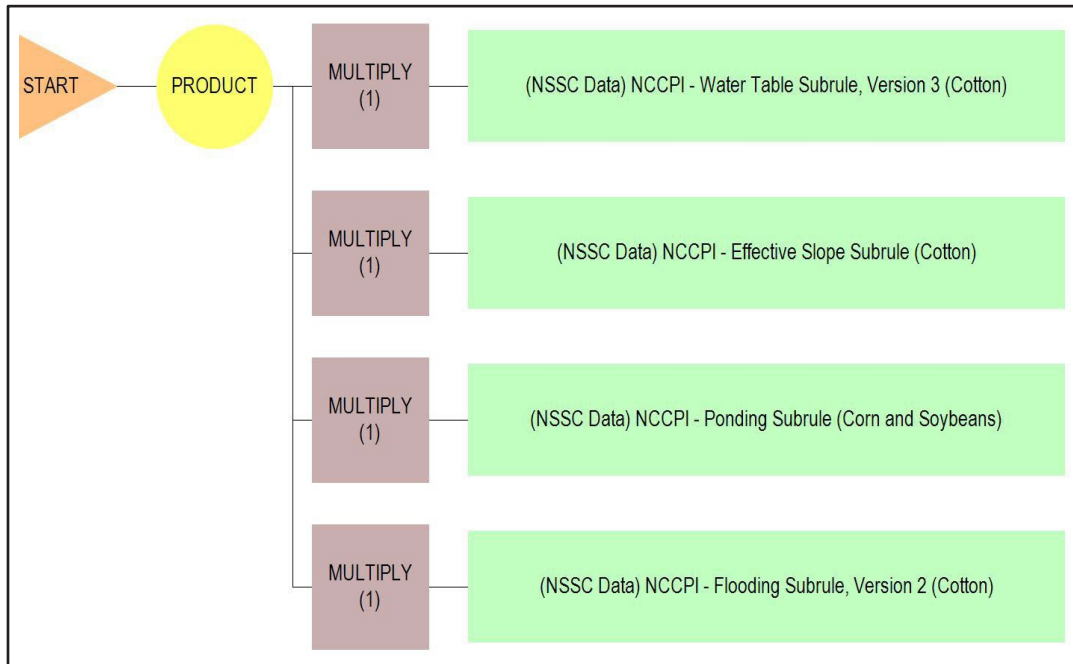 START
PRODUCT
MULTIPLY
(1)
(NSSC Data) NCCPI - Water Table Subrule, Version 3 (Cotton)
MULTIPLY
(1)
(NSSC Data) NCCPI - Effective Slope Subrule (Cotton)
MULTIPLY
(1)
(NSSC Data) NCCPI - Ponding Subrule (Corn and Soybeans)
MULTIPLY
(1)
(NSSC Data) NCCPI - Flooding Subrule, Version 2 (Cotton)